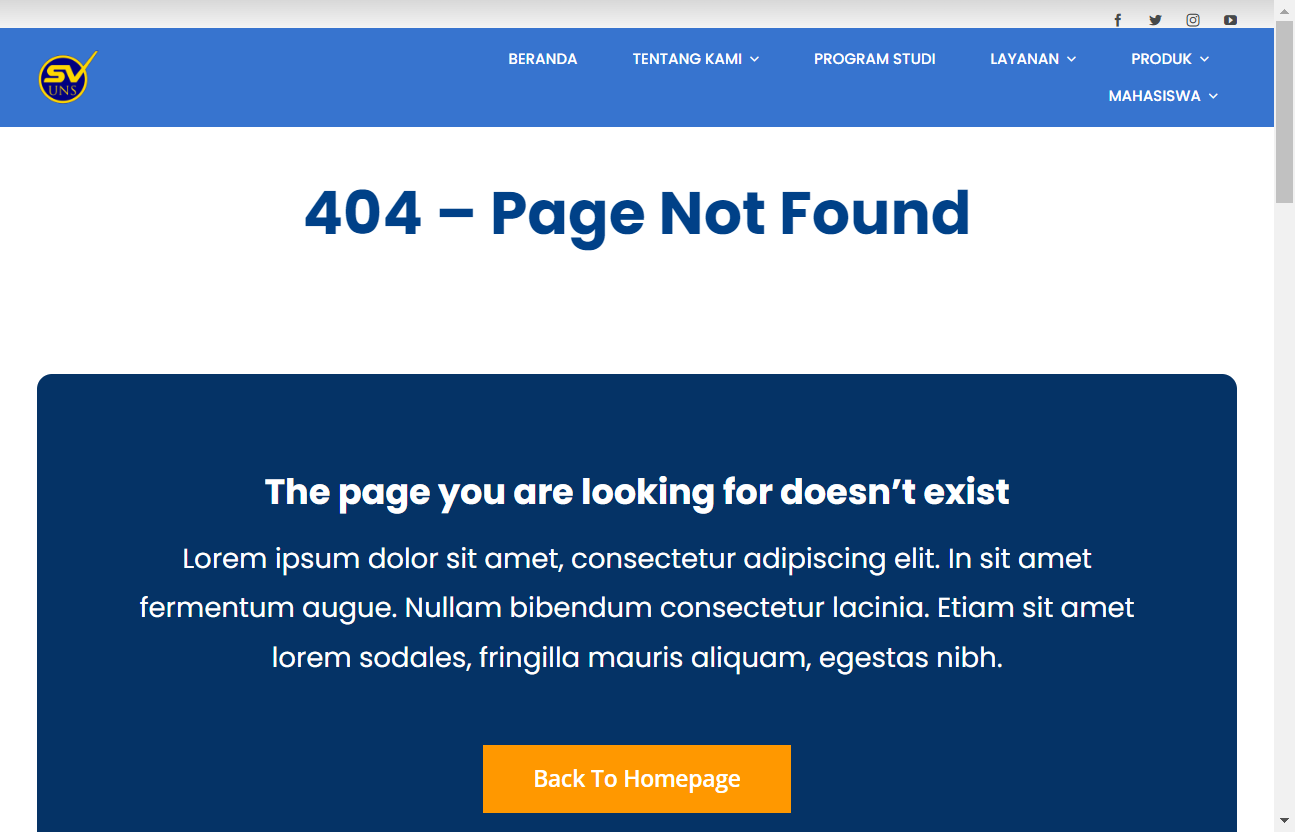 SV
UNS
BERANDA TENTANG KAMI PROGRAM STUDI LAYANAN PRODUK
MAHASISWA
404 – Page Not Found
The page you are looking for doesn’t exist
Lorem ipsum dolor sit amet, consectetur adipiscing elit. In sit amet
fermentum augue. Nullam bibendum consectetur lacinia. Etiam sit amet
lorem sodales, fringilla mauris aliquam, egestas nibh.
Back To Homepage